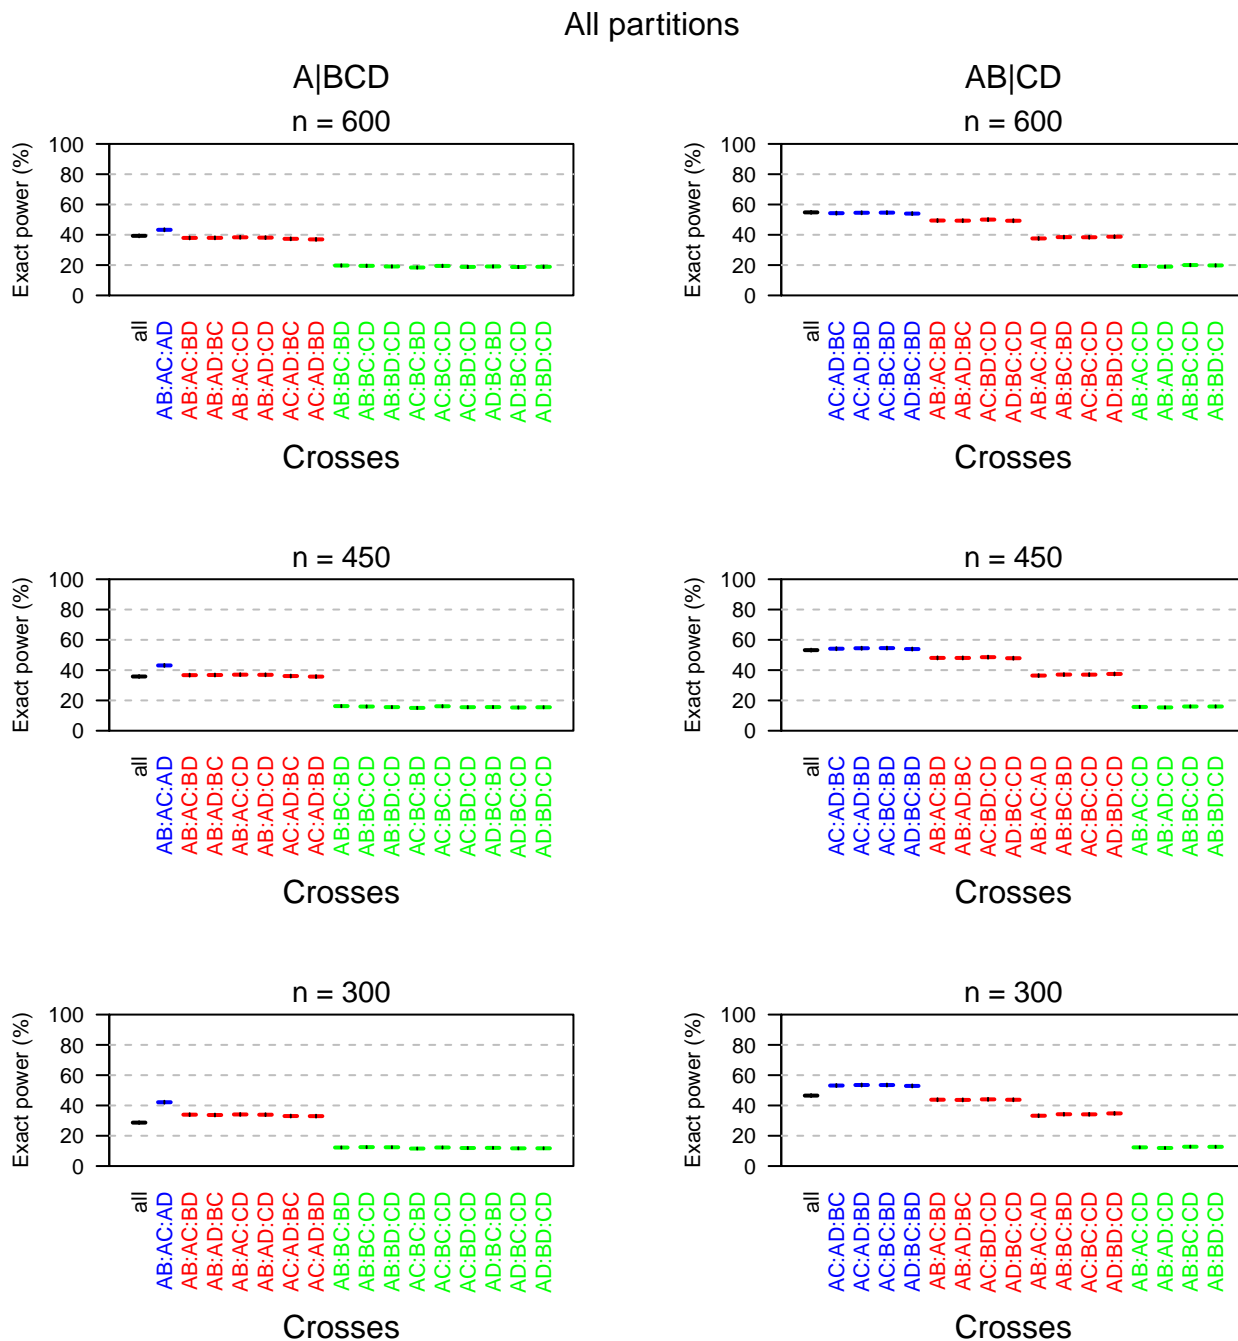 All partitions
A|BCD
n = 600
Exact power (%)
100
80
60
40
20
0
all
AB:AC:AD
AB:AC:BD
AB:AD:BC
AB:AC:CD
AB:AD:CD
AC:AD:BC
AC:AD:BD
AB:BC:BD
AB:BC:CD
AB:BD:CD
AC:BC:BD
AC:BC:CD
AC:BD:CD
AD:BC:BD
AD:BC:CD
AD:BD:CD
Crosses
AB|CD
n = 600
Exact power (%)
100
80
60
40
20
0
all
AC:AD:BC
AC:AD:BD
AC:BC:BD
AD:BC:BD
AB:AC:BD
AB:AD:BC
AC:BD:CD
AD:BC:CD
AB:AC:AD
AB:BC:BD
AC:BC:CD
AD:BD:CD
AB:AC:CD
AB:AD:CD
AB:BC:CD
AB:BD:CD
Crosses
n = 450
Exact power (%)
100
80
60
40
20
0
all
AB:AC:AD
AB:AC:BD
AB:AD:BC
AB:AC:CD
AB:AD:CD
AC:AD:BC
AC:AD:BD
AB:BC:BD
AB:BC:CD
AB:BD:CD
AC:BC:BD
AC:BC:CD
AC:BD:CD
AD:BC:BD
AD:BC:CD
AD:BD:CD
Crosses
n = 450
Exact power (%)
100
80
60
40
20
0
all
AC:AD:BC
AC:AD:BD
AC:BC:BD
AD:BC:BD
AB:AC:BD
AB:AD:BC
AC:BD:CD
AD:BC:CD
AB:AC:AD
AB:BC:BD
AC:BC:CD
AD:BD:CD
AB:AC:CD
AB:AD:CD
AB:BC:CD
AB:BD:CD
Crosses
n = 300
Exact power (%)
100
80
60
40
20
0
all
AB:AC:AD
AB:AC:BD
AB:AD:BC
AB:AC:CD
AB:AD:CD
AC:AD:BC
AC:AD:BD
AB:BC:BD
AB:BC:CD
AB:BD:CD
AC:BC:BD
AC:BC:CD
AC:BD:CD
AD:BC:BD
AD:BC:CD
AD:BD:CD
Crosses
n = 300
Exact power (%)
100
80
60
40
20
0
all
AC:AD:BC
AC:AD:BD
AC:BC:BD
AD:BC:BD
AB:AC:BD
AB:AD:BC
AC:BD:CD
AD:BC:CD
AB:AC:AD
AB:BC:BD
AC:BC:CD
AD:BD:CD
AB:AC:CD
AB:AD:CD
AB:BC:CD
AB:BD:CD
Crosses